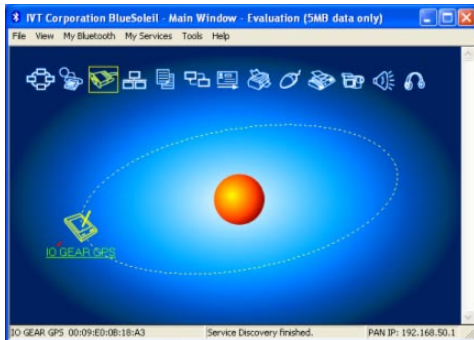 IVT Corporation BlueSoleil - Main Window - Evaluation (5MB data only)
File View My Bluetooth My Services Tools Help
IO GEAR GPS
IO GEAR GPS 00:09:E0:0B:18:A3 Service Discovery finished. PAN IP: 192.168.50.1